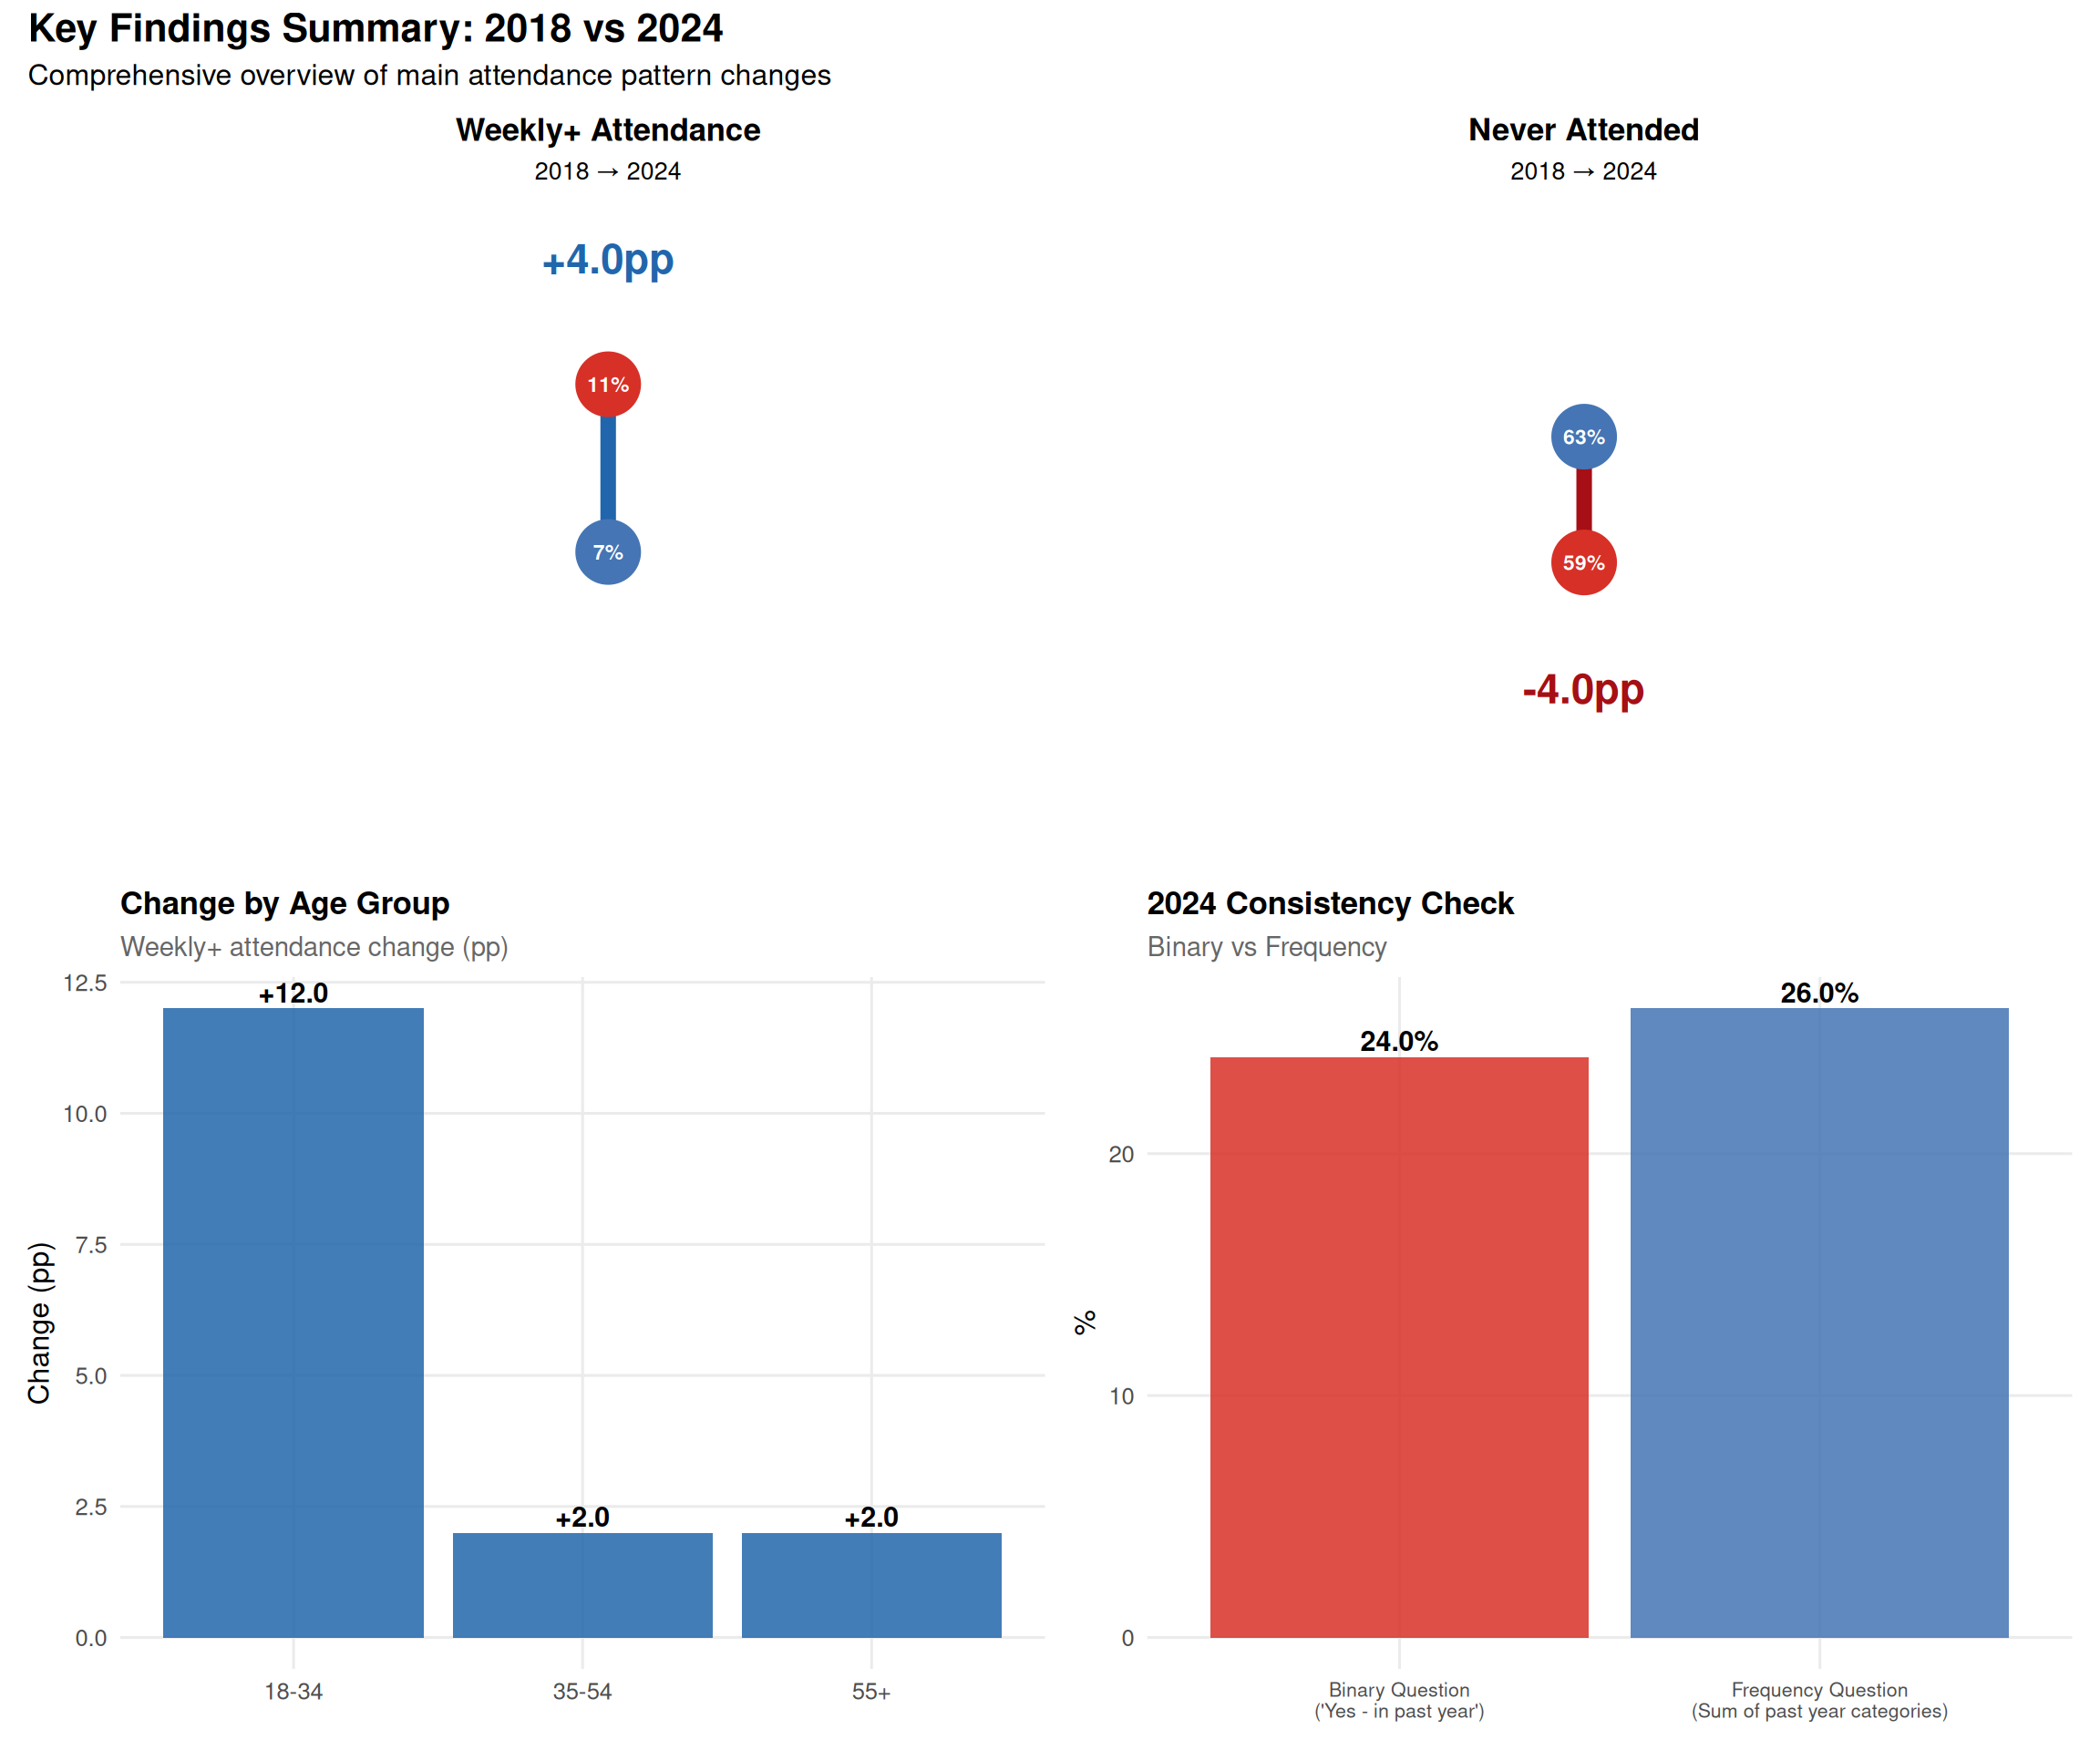 Key Findings Summary: 2018 vs 2024
Comprehensive overview of main attendance pattern changes
Weekly+ Attendance
2018 → 2024
+4.0pp
11%
7%
Never Attended
2018 → 2024
63%
59%
-4.0pp
Change by Age Group
Weekly+ attendance change (pp)
Change (pp)
12.5
10.0
7.5
5.0
2.5
0.0
+12.0
+2.0
+2.0
18-34
35-54
55+
2024 Consistency Check
Binary vs Frequency
%
20
10
0
24.0%
26.0%
Binary Question
('Yes - in past year')
Frequency Question
(Sum of past year categories)